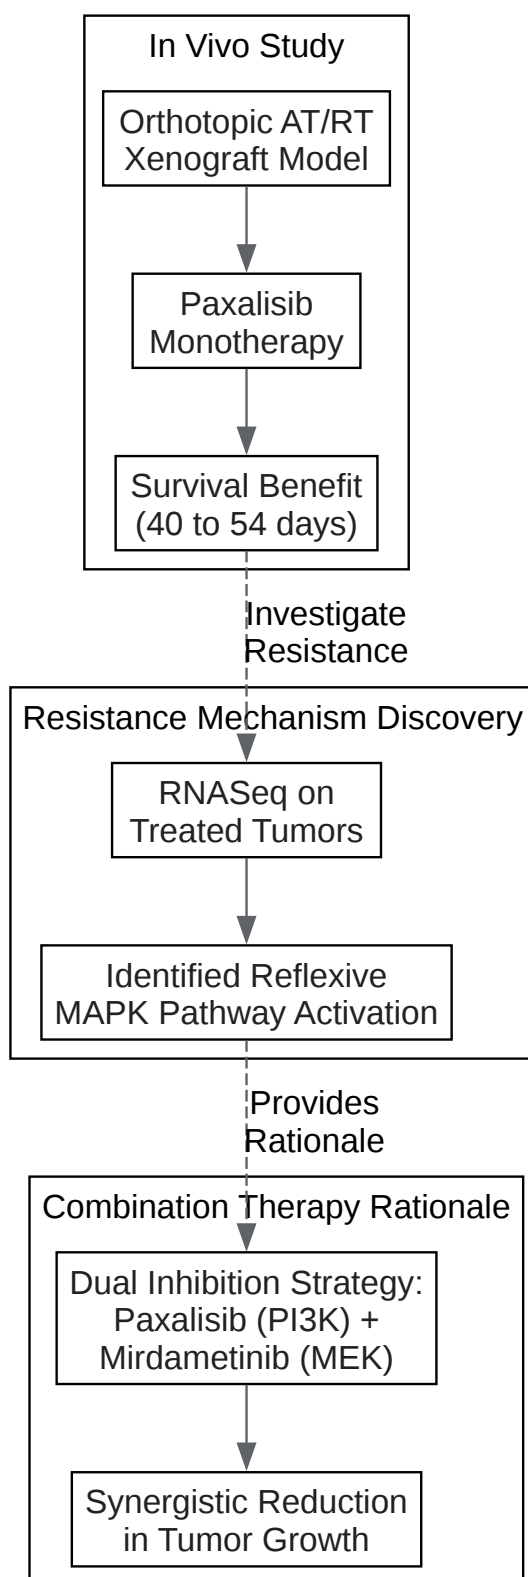 In Vivo Study
Orthotopic AT/RT
Xenograft Model
Paxalisib
Monotherapy
Survival Benefit
(40 to 54 days)
Investigate
Resistance
Resistance Mechanism Discovery
RNASeq on
Treated Tumors
Identified Reflexive
MAPK Pathway Activation
Provides
Rationale
Combination Therapy Rationale
Dual Inhibition Strategy:
Paxalisib (PI3K) +
Mirdametinib (MEK)
Synergistic Reduction
in Tumor Growth